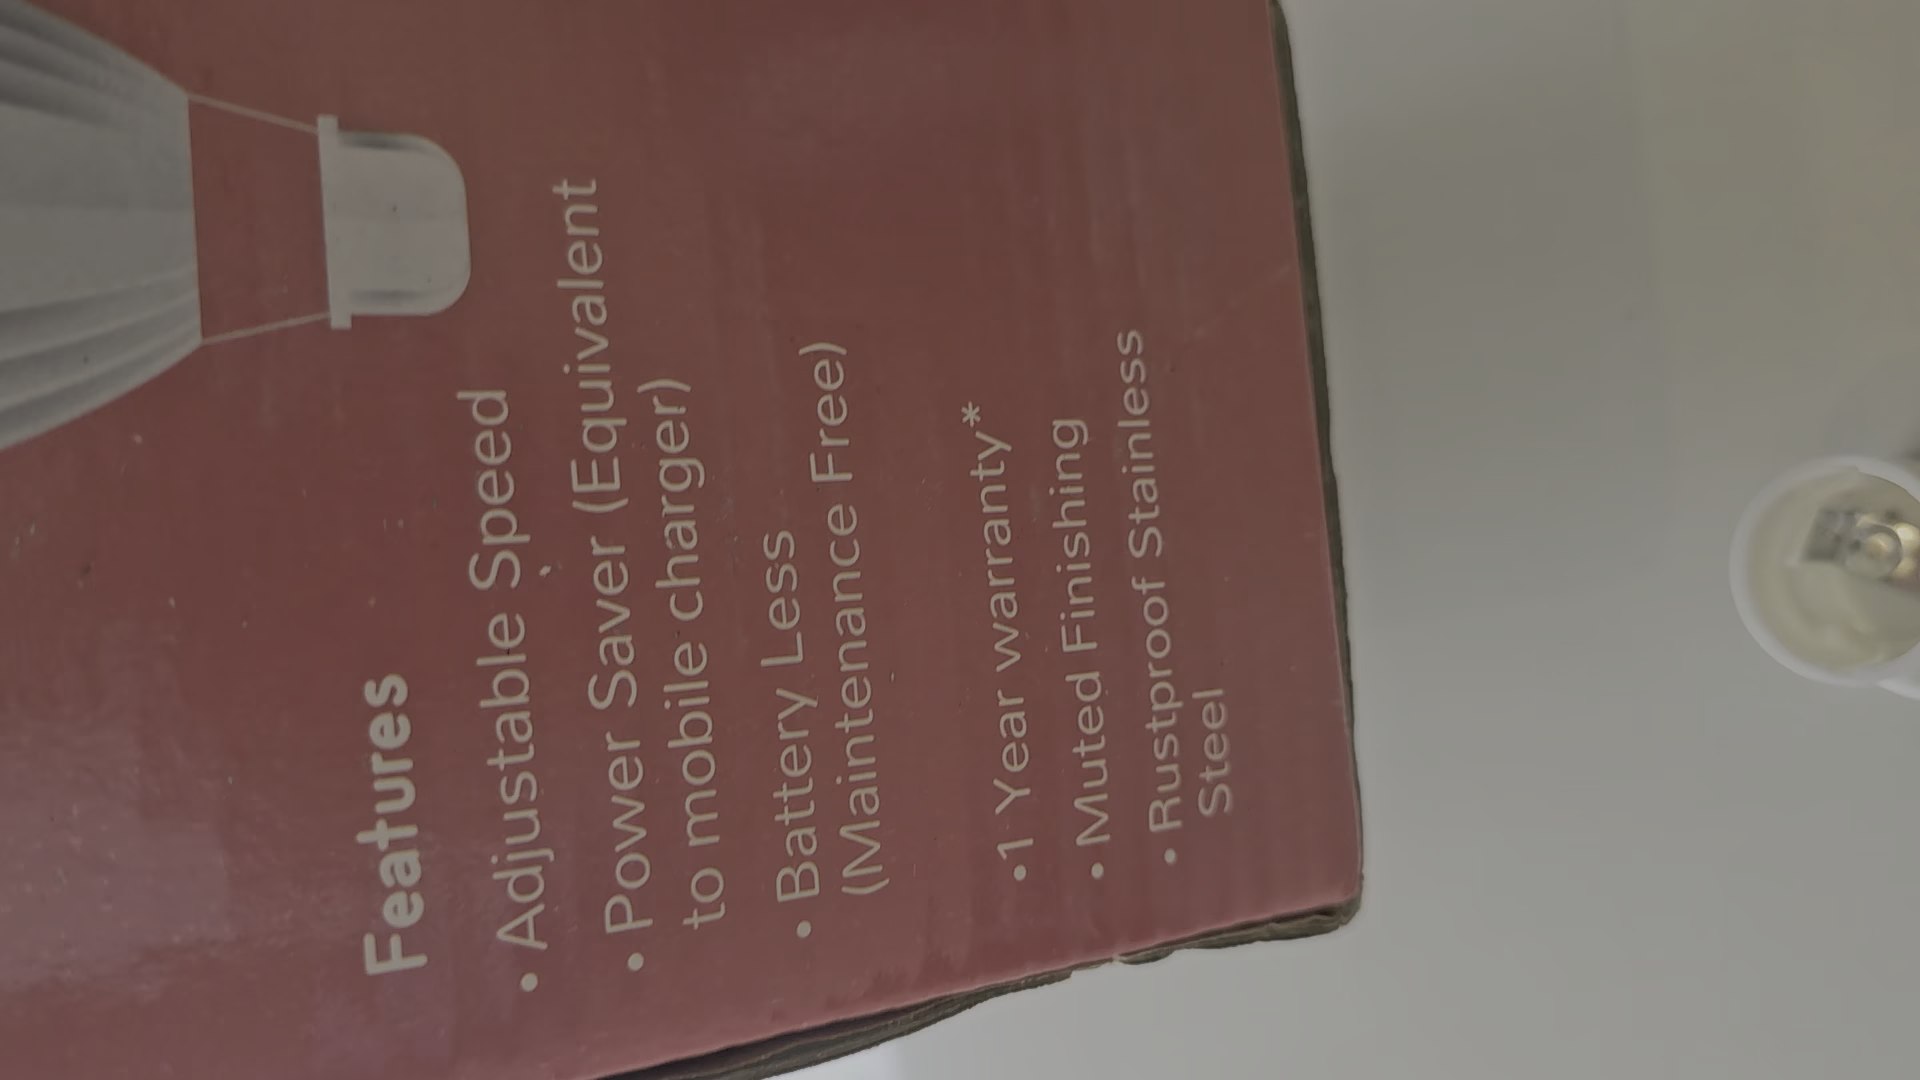 Features
• Adjustable Speed
• Power Saver (Equivalent
to mobile charger)
• Battery Less
(Maintenance Free)
•1 Year warranty*
• Muted Finishing
• Rustproof Stainless
Steel